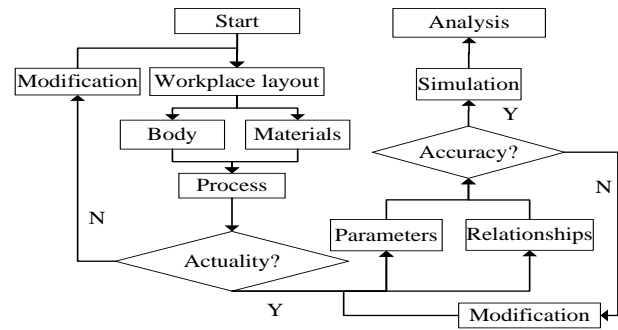 Start
Modification
Workplace layout
Body
Materials
Process
N
Actuality?
Y
Analysis
Simulation
Y
Accuracy?
N
Parameters
Relationships
Modification